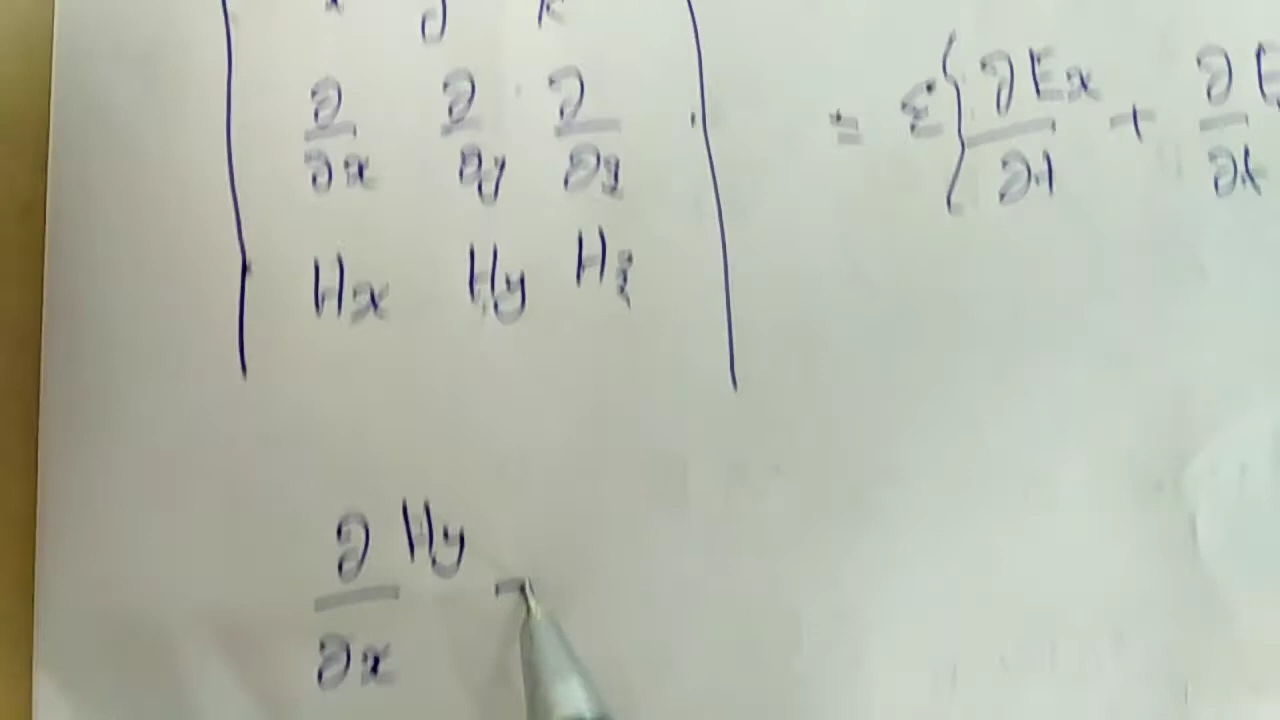 ∂/∂x ∂/∂y ∂/∂z = ε{ ∂Ex/∂t + ∂E/∂t
Hx Hy Hz
∂Hy/∂x −